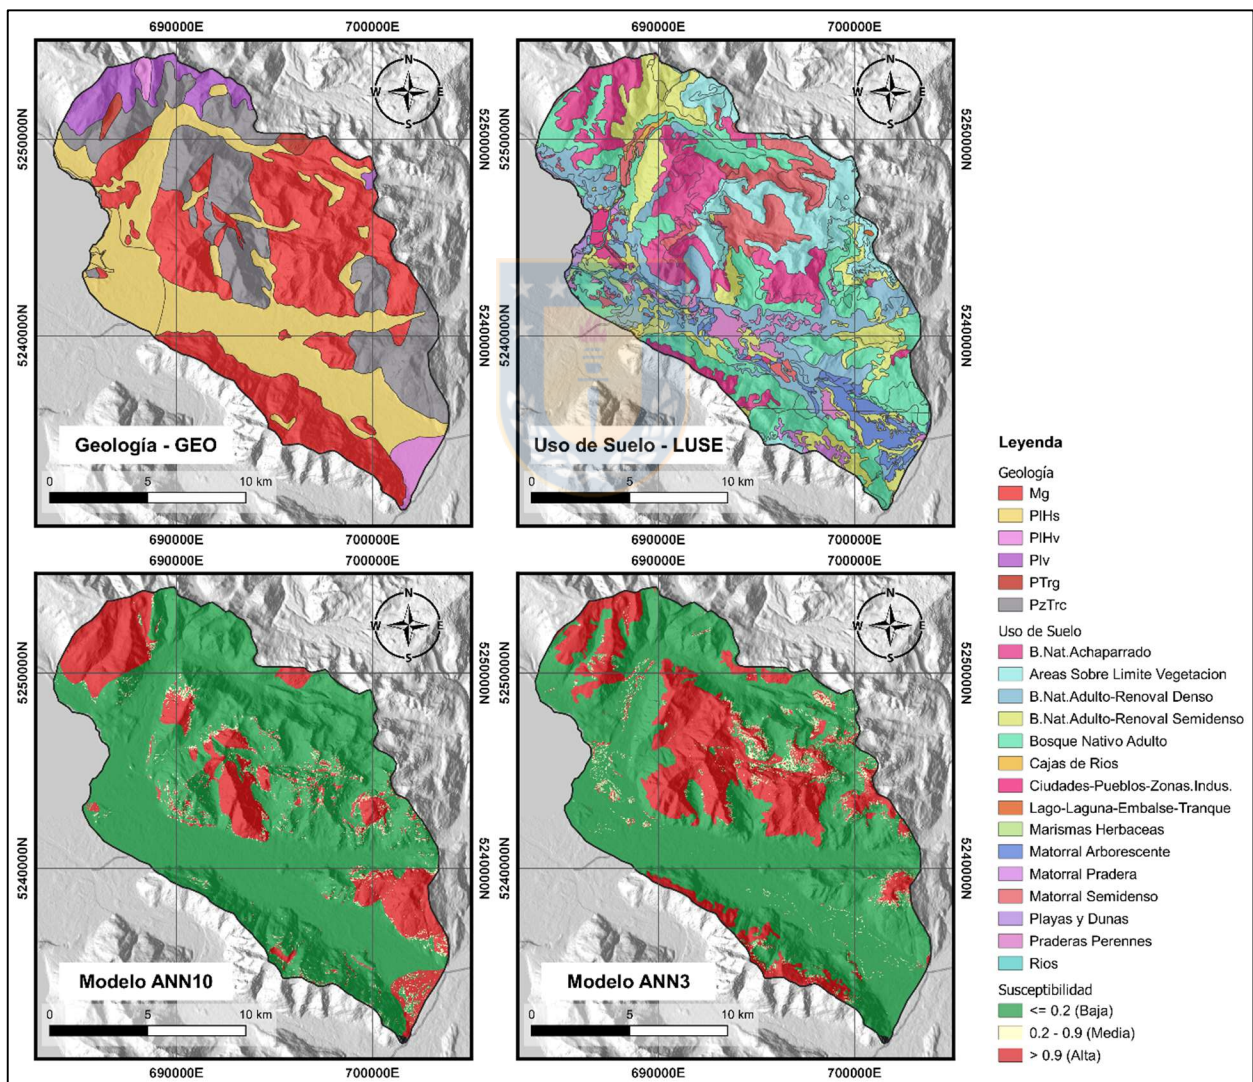 690000E 700000E
N
W E
S
5250000N 5250000N
5240000N 5240000N
Geología - GEO
0 5 10 km
690000E 700000E
690000E 700000E
N
W E
S
5250000N 5250000N
5240000N 5240000N
Uso de Suelo - LUSE
0 5 10 km
690000E 700000E
690000E 700000E
N
W E
S
5250000N 5250000N
5240000N 5240000N
Modelo ANN10
0 5 10 km
690000E 700000E
690000E 700000E
N
W E
S
5250000N 5250000N
5240000N 5240000N
Modelo ANN3
0 5 10 km
690000E 700000E
Leyenda
Geología
Mg
PlHs
PlHv
Plv
PTrg
PzTrc
Uso de Suelo
B.Nat.Achaparrado
Areas Sobre Limite Vegetacion
B.Nat.Adulto-Renoval Denso
B.Nat.Adulto-Renoval Semidenso
Bosque Nativo Adulto
Cajas de Rios
Ciudades-Pueblos-Zonas.Indus.
Lago-Laguna-Embalse-Tranque
Marismas Herbaceas
Matorral Arborescente
Matorral Pradera
Matorral Semidenso
Playas y Dunas
Praderas Perennes
Rios
Susceptibilidad
<= 0.2 (Baja)
0.2 - 0.9 (Media)
> 0.9 (Alta)